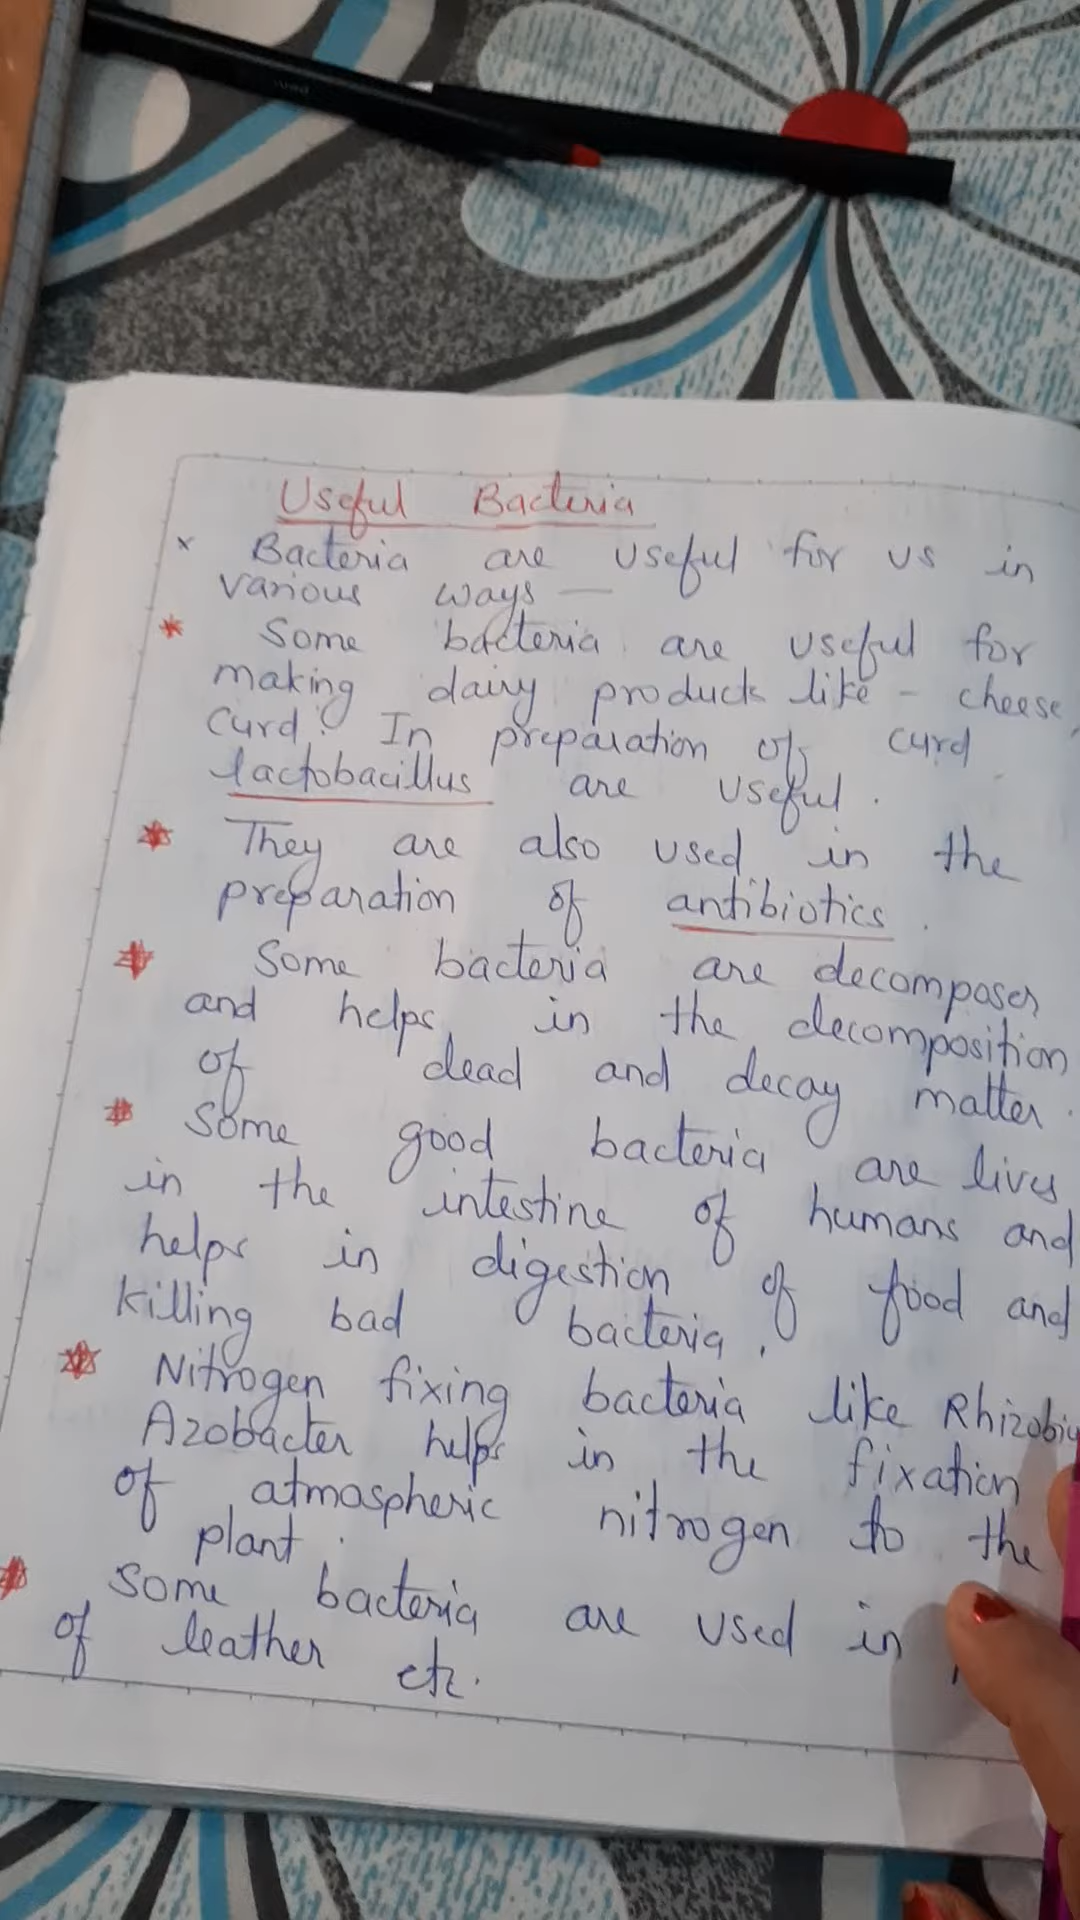 Useful Bacteria
x Bacteria are useful for us in
various ways —
* Some bacteria are useful for
making dairy product like - cheese,
curd. In preparation of curd
lactobacillus are useful.
* They are also used in the
preparation of antibiotics.
* Some bacteria are decomposer
and helps in the decomposition
of dead and decay matter.
* Some good bacteria are lives
in the intestine of humans and
helps in digestion of food and
killing bad bacteria.
* Nitrogen fixing bacteria like Rhizobiu
Azobacter helps in the fixation
of atmospheric nitrogen to the
plant.
* Some bacteria are used in
of leather etc.